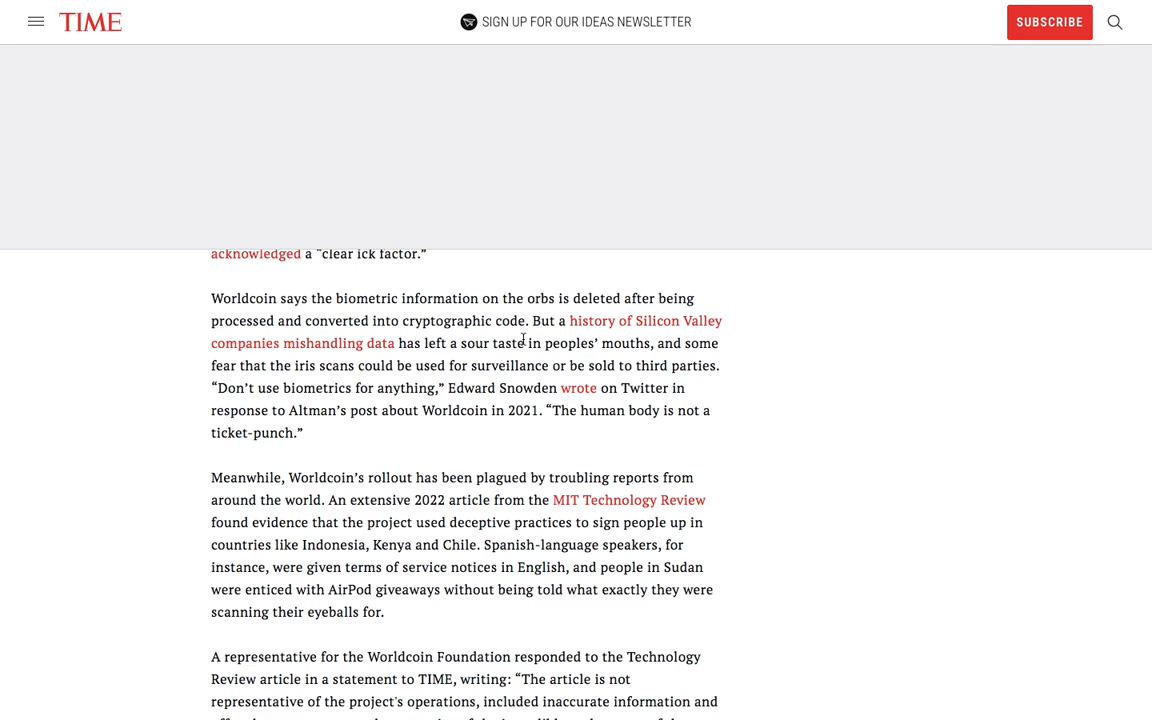 TIME
SIGN UP FOR OUR IDEAS NEWSLETTER
SUBSCRIBE
acknowledged a “clear ick factor.”
Worldcoin says the biometric information on the orbs is deleted after being
processed and converted into cryptographic code. But a history of Silicon Valley
companies mishandling data has left a sour taste in peoples’ mouths, and some
fear that the iris scans could be used for surveillance or be sold to third parties.
“Don’t use biometrics for anything,” Edward Snowden wrote on Twitter in
response to Altman’s post about Worldcoin in 2021. “The human body is not a
ticket-punch.”
Meanwhile, Worldcoin’s rollout has been plagued by troubling reports from
around the world. An extensive 2022 article from the MIT Technology Review
found evidence that the project used deceptive practices to sign people up in
countries like Indonesia, Kenya and Chile. Spanish-language speakers, for
instance, were given terms of service notices in English, and people in Sudan
were enticed with AirPod giveaways without being told what exactly they were
scanning their eyeballs for.
A representative for the Worldcoin Foundation responded to the Technology
Review article in a statement to TIME, writing: “The article is not
representative of the project's operations, included inaccurate information and